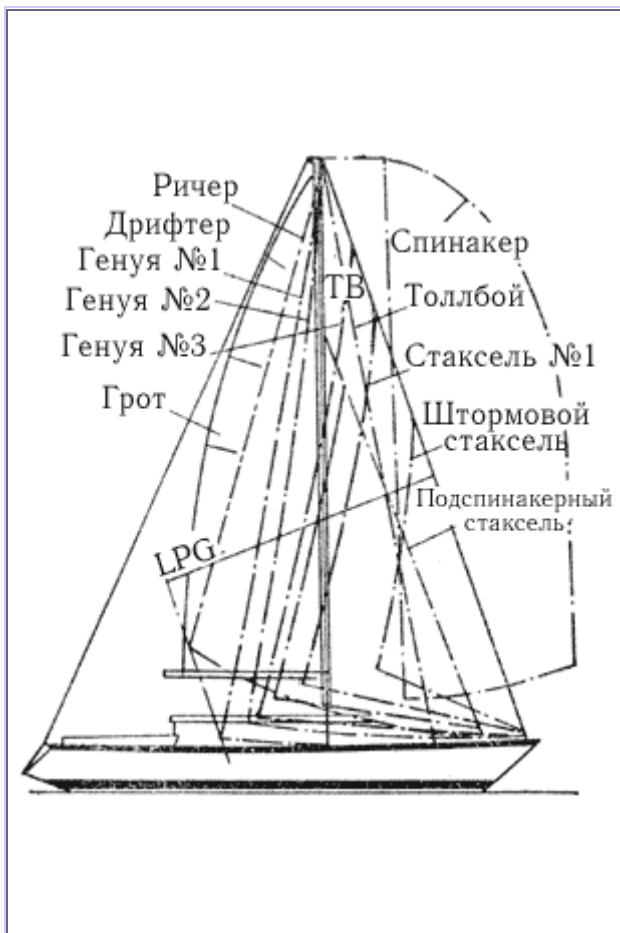 Ричер
Дрифтер
Генуя №1
Генуя №2
Генуя №3
Грот
LPG
ТВ
Спинакер
Толлбой
Стаксель №1
Штормовой
стаксель
Подспинакерный
стаксель